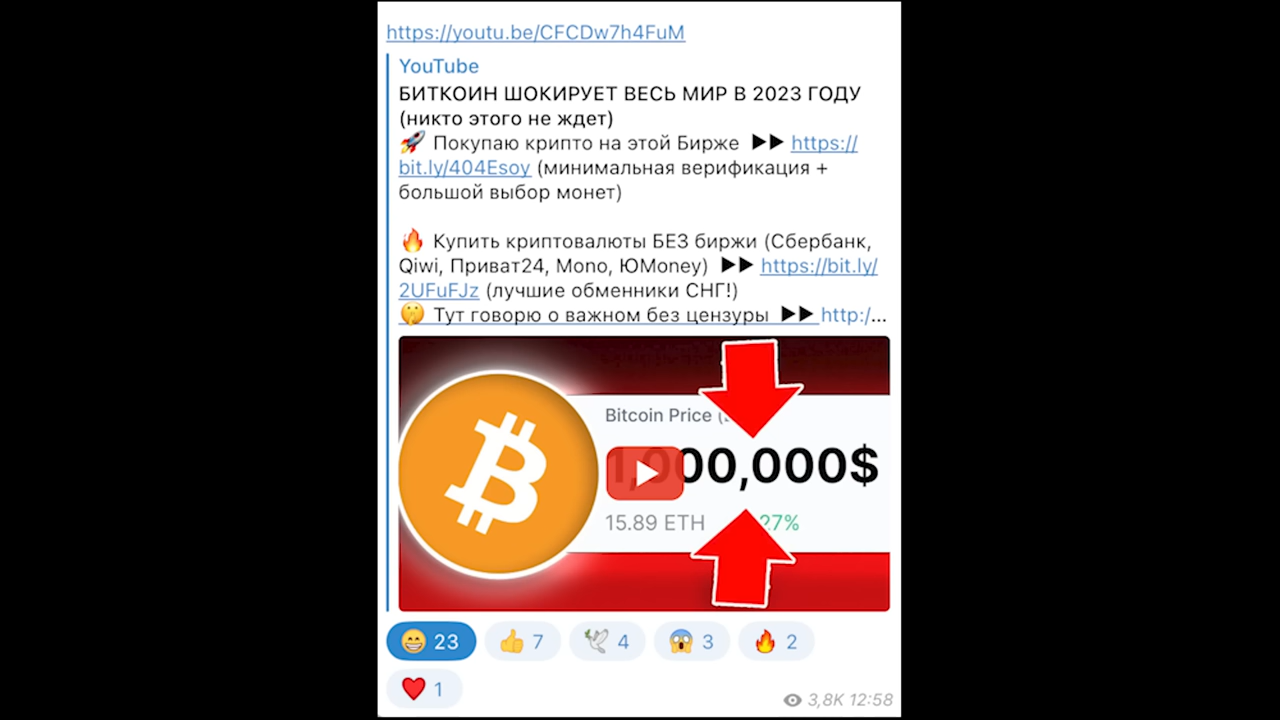 https://youtu.be/CFCDw7h4FuM
YouTube
БИТКОИН ШОКИРУЕТ ВЕСЬ МИР В 2023 ГОДУ
(никто этого не ждет)
🚀 Покупаю крипто на этой Бирже ▶▶ https://
bit.ly/404Esoy (минимальная верификация +
большой выбор монет)
🔥 Купить криптовалюты БЕЗ биржи (Сбербанк,
Qiwi, Приват24, Mono, ЮMoney) ▶▶ https://bit.ly/
2UFuFJz (лучшие обменники СНГ!)
🤫 Тут говорю о важном без цензуры ▶▶ http:/...
Bitcoin Price
1,000,000$
15.89 ETH
27%
😁 23 👍 7 🕊 4 😱 3 🔥 2
❤ 1
3,8K 12:58